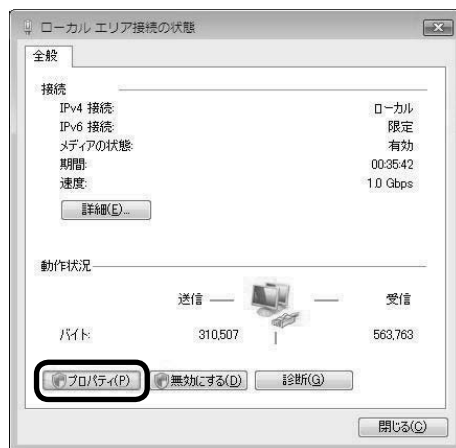 ローカル エリア接続の状態
全般
接続
IPv4 接続: ローカル
IPv6 接続: 限定
メディアの状態: 有効
期間: 00:35:42
速度: 1.0 Gbps
詳細(E)...
動作状況
送信 受信
バイト: 310,507 563,763
プロパティ(P) 無効にする(D) 診断(G)
閉じる(C)